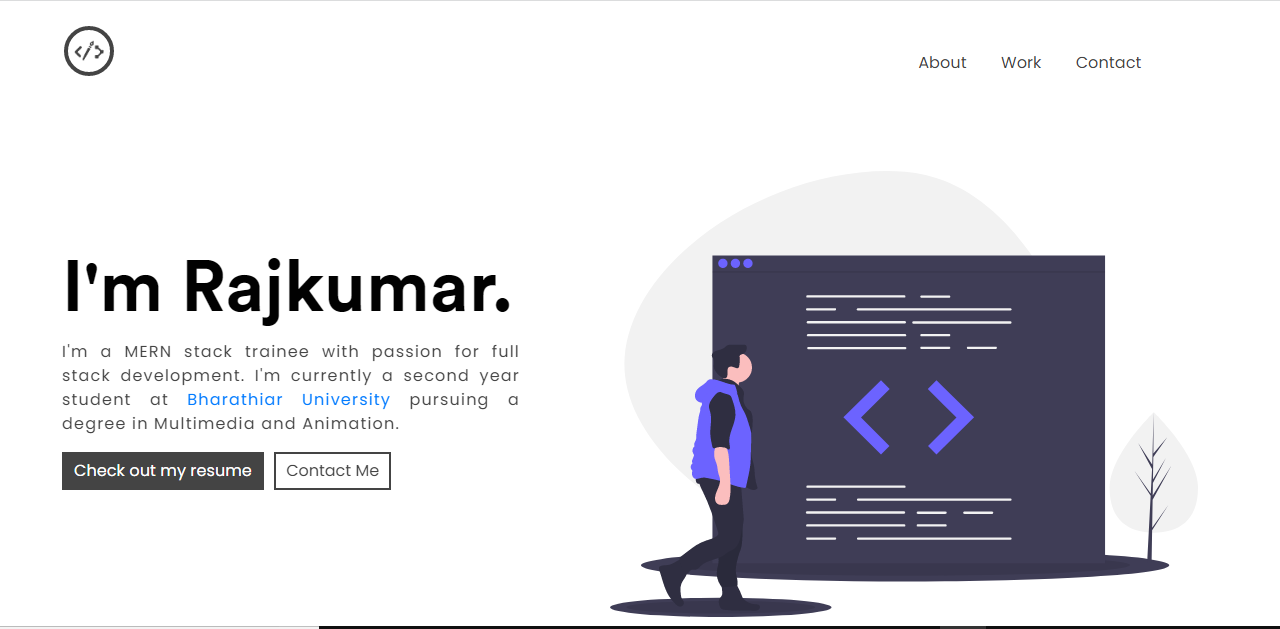 About Work Contact
I'm Rajkumar.
I'm a MERN stack trainee with passion for full
stack development. I'm currently a second year
student at Bharathiar University pursuing a
degree in Multimedia and Animation.
Check out my resume Contact Me